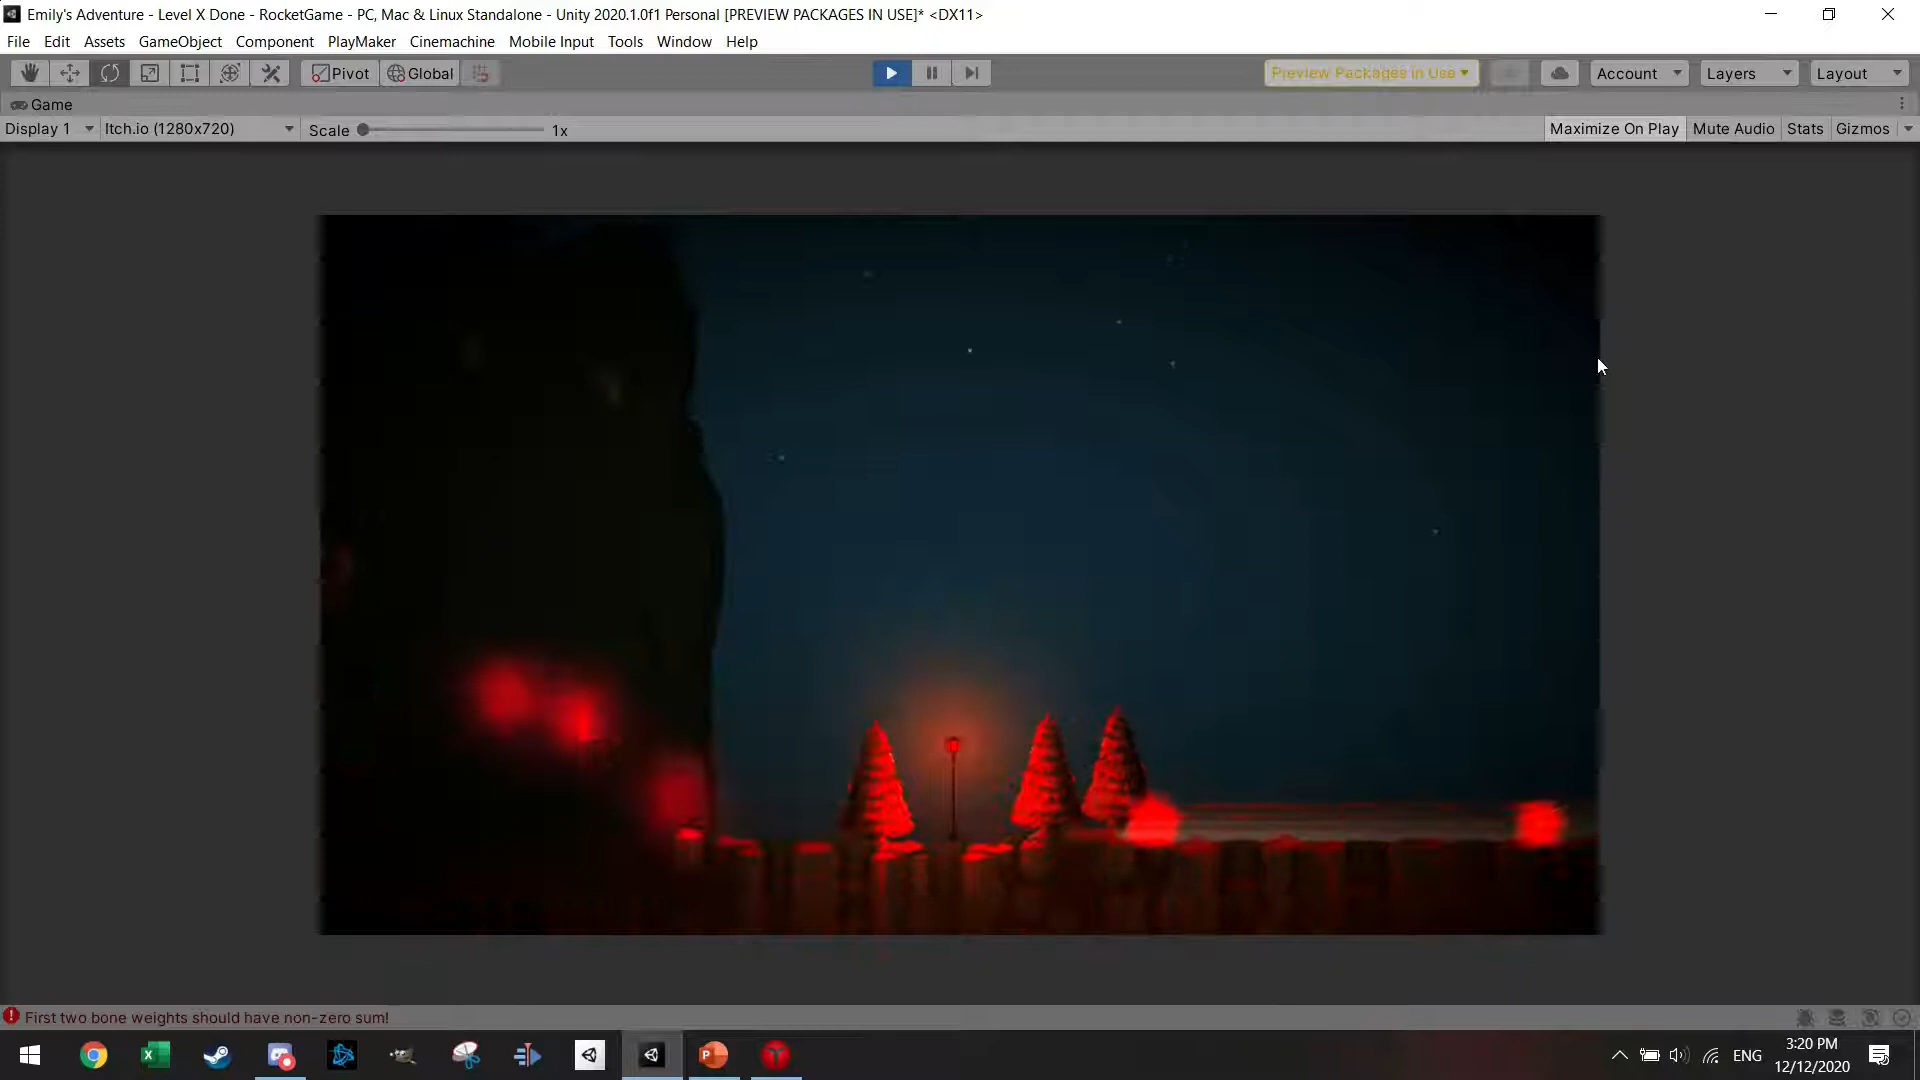 Emily's Adventure - Level X Done - RocketGame - PC, Mac & Linux Standalone - Unity 2020.1.0f1 Personal [PREVIEW PACKAGES IN USE]* <DX11>
File Edit Assets GameObject Component PlayMaker Cinemachine Mobile Input Tools Window Help
Pivot Global Preview Packages in Use Account Layers Layout
Game
Display 1 Itch.io (1280x720) Scale 1x Maximize On Play Mute Audio Stats Gizmos
First two bone weights should have non-zero sum!
ENG
3:20 PM
12/12/2020